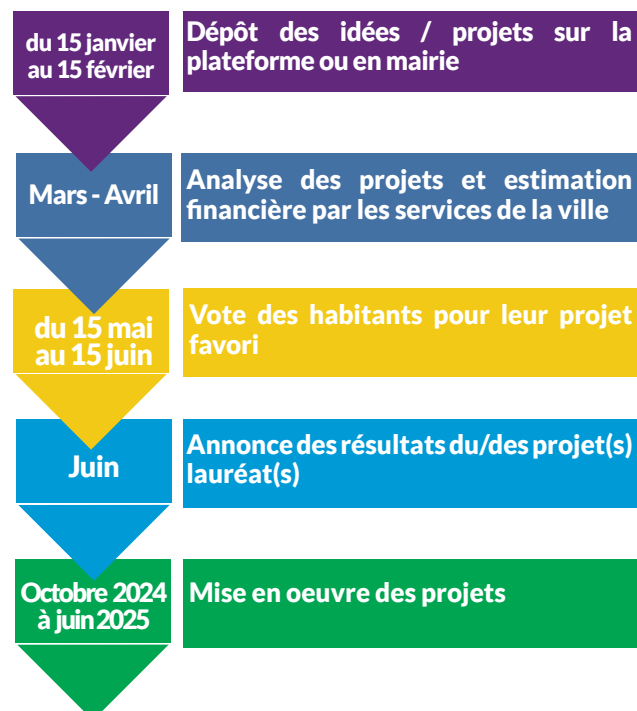 du 15 janvier
au 15 février
Dépôt des idées / projets sur la
plateforme ou en mairie
Mars - Avril
Analyse des projets et estimation
financière par les services de la ville
du 15 mai
au 15 juin
Vote des habitants pour leur projet
favori
Juin
Annonce des résultats du/des projet(s)
lauréat(s)
Octobre 2024
à juin 2025
Mise en oeuvre des projets